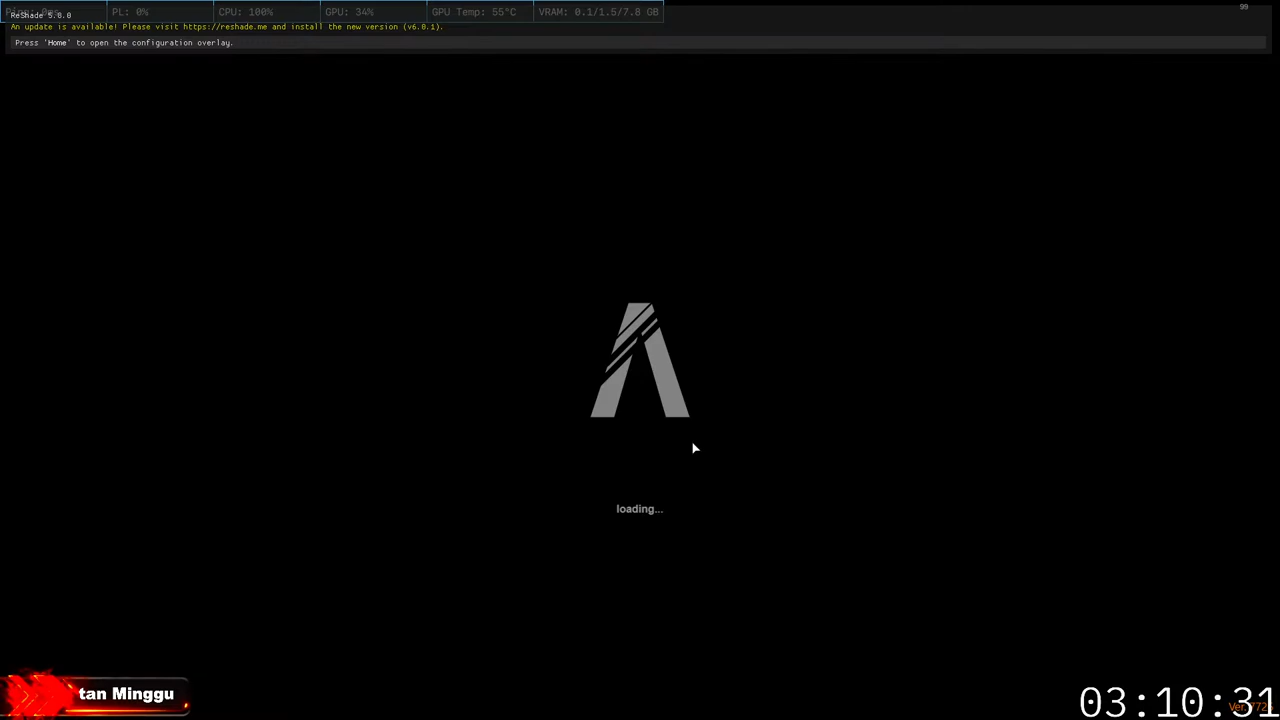 PL: 0%
CPU: 100%
GPU: 34%
GPU Temp: 55°C
VRAM: 0.1/1.5/7.8 GB
99
ReShade 5.8.0
An update is available! Please visit https://reshade.me and install the new version (v6.0.1).
Press 'Home' to open the configuration overlay.
loading...
tan Minggu
03:10:31